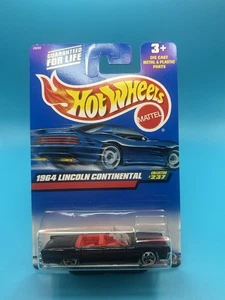 GUARANTEED
FOR LIFE
3+
DIE CAST
METAL & PLASTIC
PARTS
Hot Wheels
MATTEL
1964 LINCOLN CONTINENTAL
COLLECTOR
#237